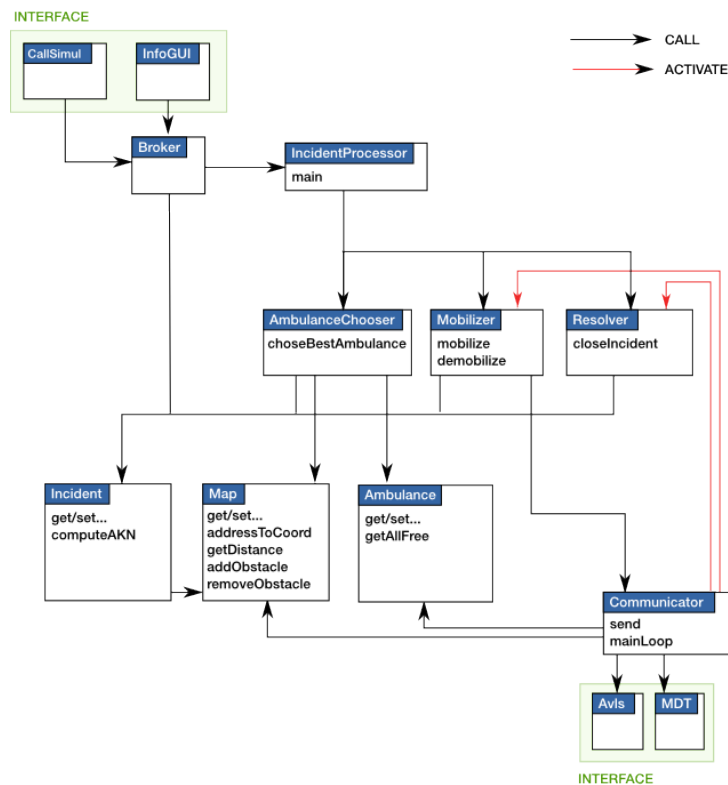 INTERFACE
CALL
CallSimul
InfoGUI
ACTIVATE
Broker
IncidentProcessor
main
AmbulanceChooser
choseBestAmbulance
Mobilizer
mobilize
demobilize
Resolver
closeIncident
Incident
get/set...
computeAKN
Map
get/set...
addressToCoord
getDistance
addObstacle
removeObstacle
Ambulance
get/set...
getAllFree
Communicator
send
mainLoop
Avls
MDT
INTERFACE